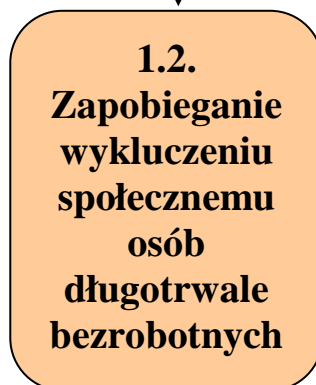 1.2.
Zapobieganie
wykluczeniu
społecznemu
osób
długotrwale
bezrobotnych